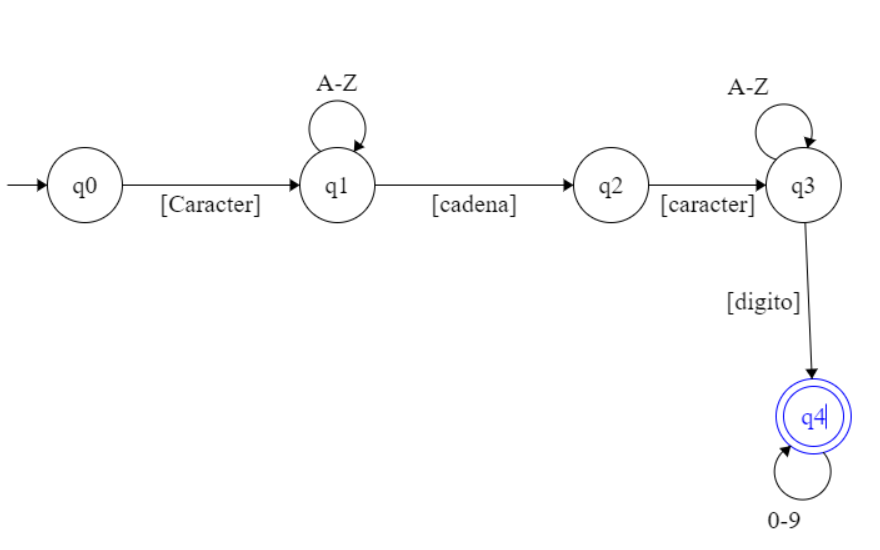 A-Z
A-Z
q0
[Caracter]
q1
[cadena]
q2
[caracter]
q3
[digito]
q4
0-9